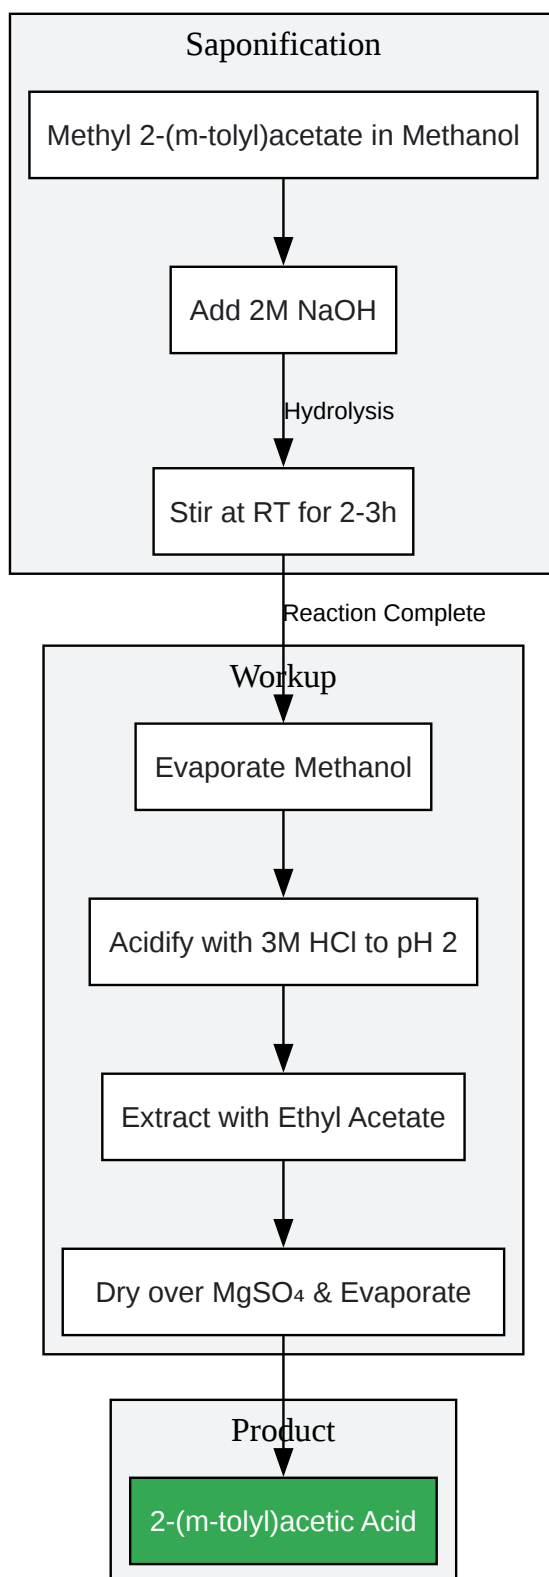 Saponification
Methyl 2-(m-tolyl)acetate in Methanol
Add 2M NaOH
Hydrolysis
Stir at RT for 2-3h
Reaction Complete
Workup
Evaporate Methanol
Acidify with 3M HCl to pH 2
Extract with Ethyl Acetate
Dry over MgSO₄ & Evaporate
Product
2-(m-tolyl)acetic Acid